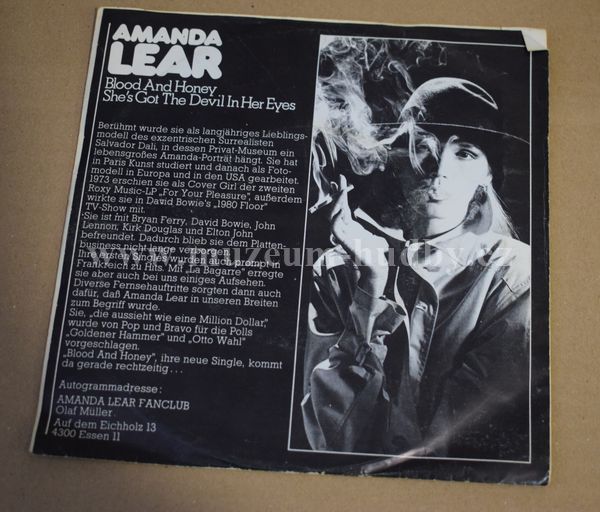 AMANDA
LEAR
Blood And Honey
She's Got The Devil In Her Eyes
Berühmt wurde sie als langjähriges Lieblings-
modell des exzentrischen Surrealisten
Salvador Dali, in dessen Privat-Museum ein
lebensgroßes Amanda-Porträt hängt. Sie hat
in Paris Kunst studiert und danach als Foto-
modell in Europa und in den USA gearbeitet.
1973 erschien sie als Cover Girl der zweiten
Roxy Music-LP „For Your Pleasure", außerdem
wirkte sie in David Bowie's „1980 Floor"
TV-Show mit.
Sie ist mit Bryan Ferry, David Bowie, John
Lennon, Kirk Douglas und Elton John
befreundet. Dadurch blieb sie dem Platten-
business nicht lange verborgen.
Ihre wurden auch prompt in
Frankreich zu Hits. Mit „La Bagarre" erregte
sie aber auch bei uns einiges Aufsehen.
Diverse Fernsehauftritte sorgten dann auch
dafür, daß Amanda Lear in unseren Breiten
zum Begriff wurde.
Sie, „die aussieht wie eine Million Dollar,"
wurde von Pop und Bravo für die Polls
„Goldener Hammer" und „Otto Wahl"
vorgeschlagen.
„Blood And Honey", ihre neue Single, kommt
da gerade rechtzeitig...
Autogrammadresse:
AMANDA LEAR FANCLUB
Olaf Müller
Auf dem Eichholz 13
4300 Essen 11
www.muzeum-hudby.cz